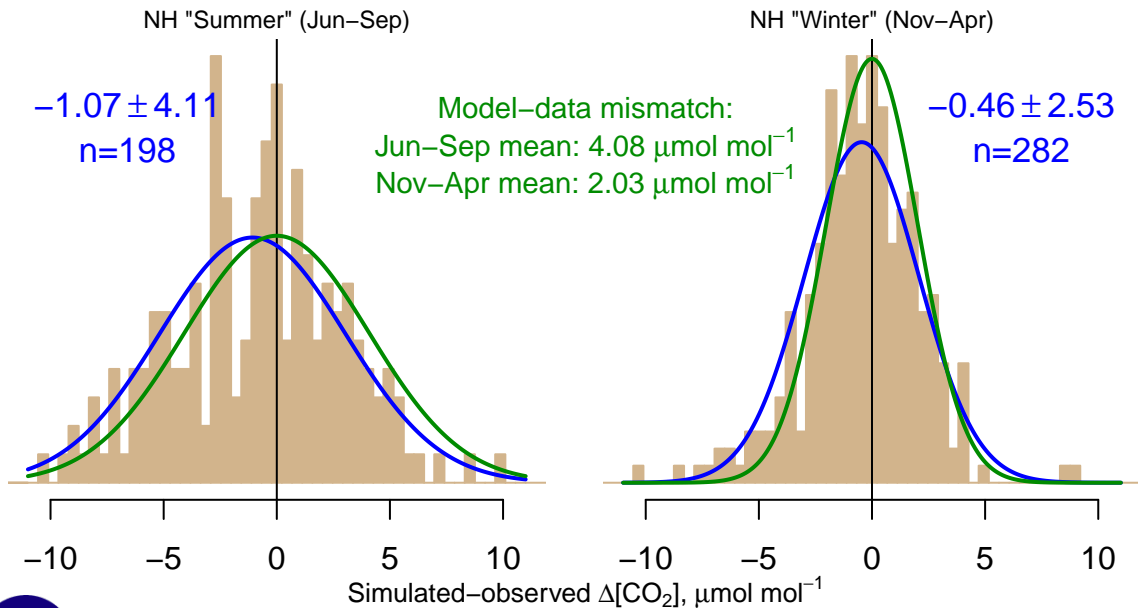 NH "Summer" (Jun−Sep)
−1.07 ± 4.11
n=198
Model−data mismatch:
Jun−Sep mean: 4.08 μmol mol⁻¹
Nov−Apr mean: 2.03 μmol mol⁻¹
NH "Winter" (Nov−Apr)
−0.46 ± 2.53
n=282
−10 −5 0 5 10
−10 −5 0 5 10
Simulated−observed Δ[CO₂], μmol mol⁻¹